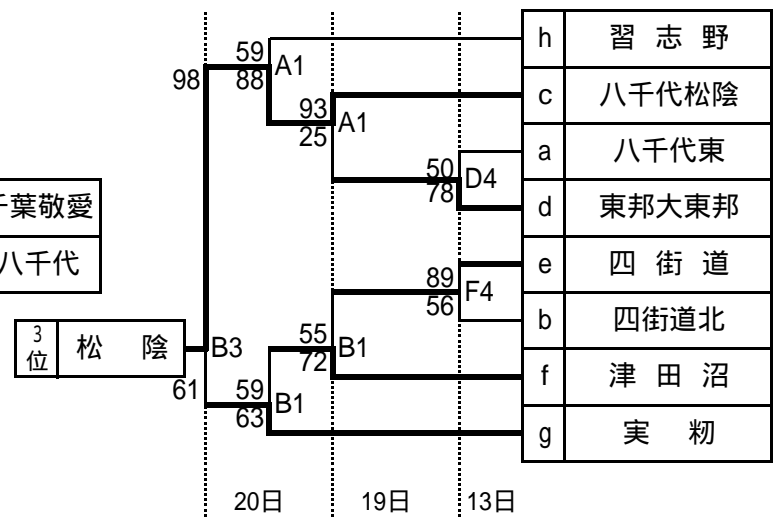 h 習志野
59
A1
98 88
c 八千代松陰
93
A1
25
a 八千代東
50
D4
78
千葉敬愛
d 東邦大東邦
八千代
e 四街道
89
F4
56
b 四街道北
3位 松陰
B3
55
B1
72
f 津田沼
61 59
B1
63
g 実籾
20日 19日 13日